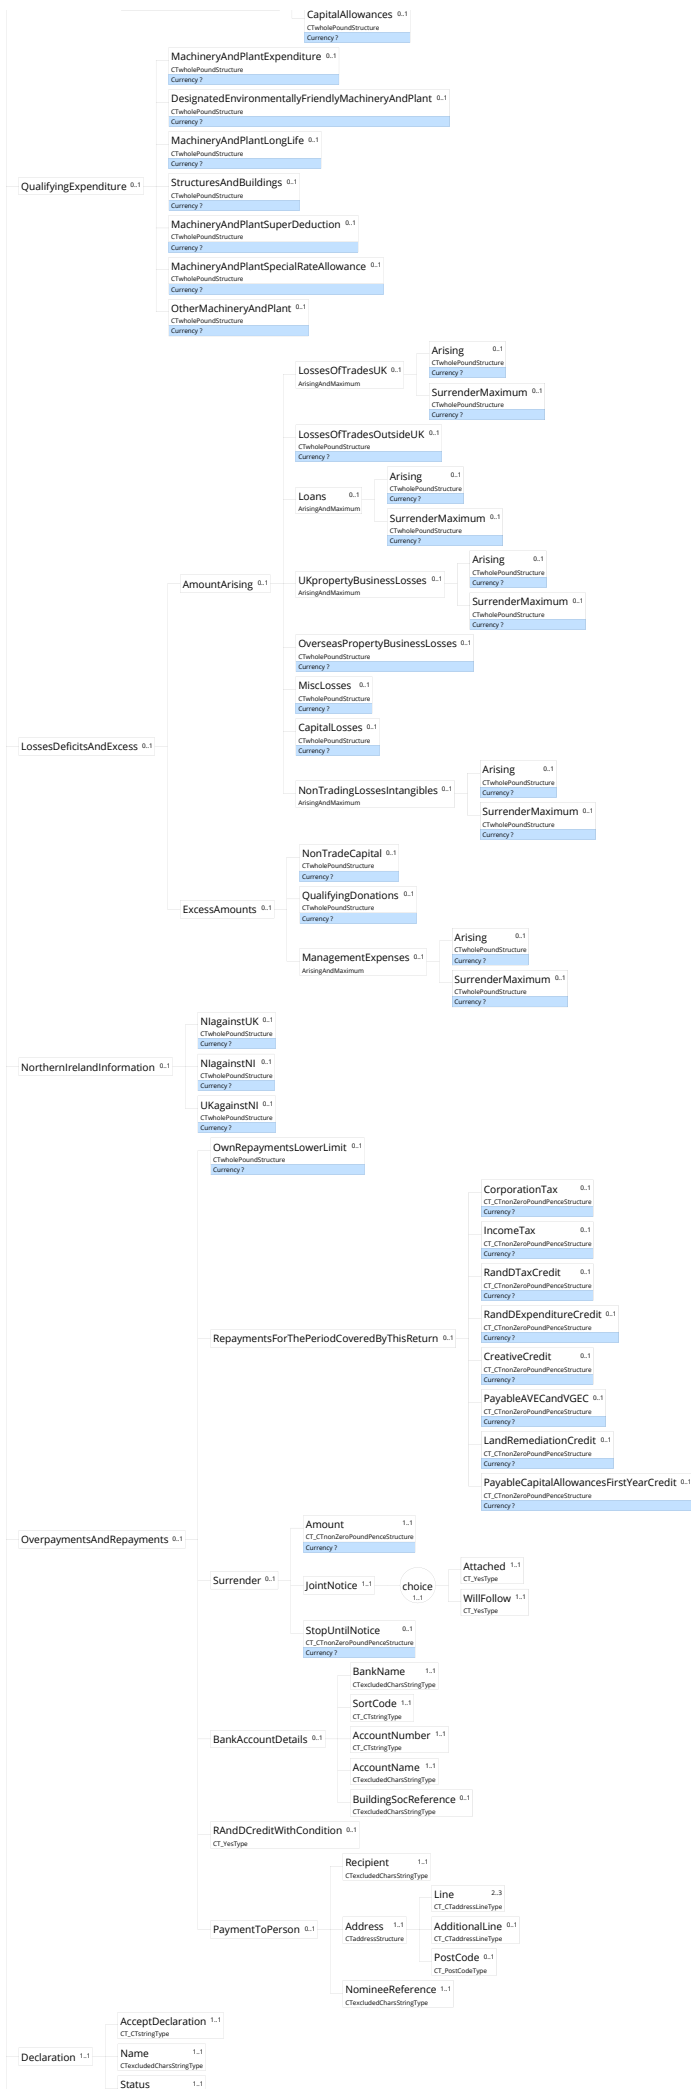 CapitalAllowances 0..1
CTwholePoundStructure
Currency ?
MachineryAndPlantExpenditure 0..1
CTwholePoundStructure
Currency ?
DesignatedEnvironmentallyFriendlyMachineryAndPlant 0..1
CTwholePoundStructure
Currency ?
MachineryAndPlantLongLife 0..1
CTwholePoundStructure
Currency ?
QualifyingExpenditure 0..1
StructuresAndBuildings 0..1
CTwholePoundStructure
Currency ?
MachineryAndPlantSuperDeduction 0..1
CTwholePoundStructure
Currency ?
MachineryAndPlantSpecialRateAllowance 0..1
CTwholePoundStructure
Currency ?
OtherMachineryAndPlant 0..1
CTwholePoundStructure
Currency ?
LossesOfTradesUK 0..1
ArisingAndMaximum
Arising 0..1
CTwholePoundStructure
Currency ?
SurrenderMaximum 0..1
CTwholePoundStructure
Currency ?
LossesOfTradesOutsideUK 0..1
CTwholePoundStructure
Currency ?
Loans 0..1
ArisingAndMaximum
Arising 0..1
CTwholePoundStructure
Currency ?
SurrenderMaximum 0..1
CTwholePoundStructure
Currency ?
AmountArising 0..1
UKpropertyBusinessLosses 0..1
ArisingAndMaximum
Arising 0..1
CTwholePoundStructure
Currency ?
SurrenderMaximum 0..1
CTwholePoundStructure
Currency ?
OverseasPropertyBusinessLosses 0..1
CTwholePoundStructure
Currency ?
MiscLosses 0..1
CTwholePoundStructure
Currency ?
CapitalLosses 0..1
CTwholePoundStructure
Currency ?
LossesDeficitsAndExcess 0..1
NonTradingLossesIntangibles 0..1
ArisingAndMaximum
Arising 0..1
CTwholePoundStructure
Currency ?
SurrenderMaximum 0..1
CTwholePoundStructure
Currency ?
ExcessAmounts 0..1
NonTradeCapital 0..1
CTwholePoundStructure
Currency ?
QualifyingDonations 0..1
CTwholePoundStructure
Currency ?
ManagementExpenses 0..1
ArisingAndMaximum
Arising 0..1
CTwholePoundStructure
Currency ?
SurrenderMaximum 0..1
CTwholePoundStructure
Currency ?
NorthernIrelandInformation 0..1
NIagainstUK 0..1
CTwholePoundStructure
Currency ?
NIagainstNI 0..1
CTwholePoundStructure
Currency ?
UKagainstNI 0..1
CTwholePoundStructure
Currency ?
OwnRepaymentsLowerLimit 0..1
CTwholePoundStructure
Currency ?
RepaymentsForThePeriodCoveredByThisReturn 0..1
CorporationTax 0..1
CT_CTnonZeroPoundPenceStructure
Currency ?
IncomeTax 0..1
CT_CTnonZeroPoundPenceStructure
Currency ?
RandDTaxCredit 0..1
CT_CTnonZeroPoundPenceStructure
Currency ?
RandDExpenditureCredit 0..1
CT_CTnonZeroPoundPenceStructure
Currency ?
CreativeCredit 0..1
CT_CTnonZeroPoundPenceStructure
Currency ?
PayableAVECandVGEC 0..1
CT_CTnonZeroPoundPenceStructure
Currency ?
LandRemediationCredit 0..1
CT_CTnonZeroPoundPenceStructure
Currency ?
PayableCapitalAllowancesFirstYearCredit 0..1
CT_CTnonZeroPoundPenceStructure
Currency ?
OverpaymentsAndRepayments 0..1
Surrender 0..1
Amount 1..1
CT_CTnonZeroPoundPenceStructure
Currency ?
JointNotice 1..1
choice
1..1
Attached 1..1
CT_YesType
WillFollow 1..1
CT_YesType
StopUntilNotice 0..1
CT_CTnonZeroPoundPenceStructure
Currency ?
BankAccountDetails 0..1
BankName 1..1
CTexcludedCharsStringType
SortCode 1..1
CT_CTstringType
AccountNumber 1..1
CT_CTstringType
AccountName 1..1
CTexcludedCharsStringType
BuildingSocReference 0..1
CTexcludedCharsStringType
RAndDCreditWithCondition 0..1
CT_YesType
PaymentToPerson 0..1
Recipient 1..1
CTexcludedCharsStringType
Address 1..1
CTaddressStructure
Line 2..3
CT_CTaddressLineType
AdditionalLine 0..1
CT_CTaddressLineType
PostCode 0..1
CT_PostCodeType
NomineeReference 1..1
CTexcludedCharsStringType
Declaration 1..1
AcceptDeclaration 1..1
CT_CTstringType
Name 1..1
CTexcludedCharsStringType
Status 1..1